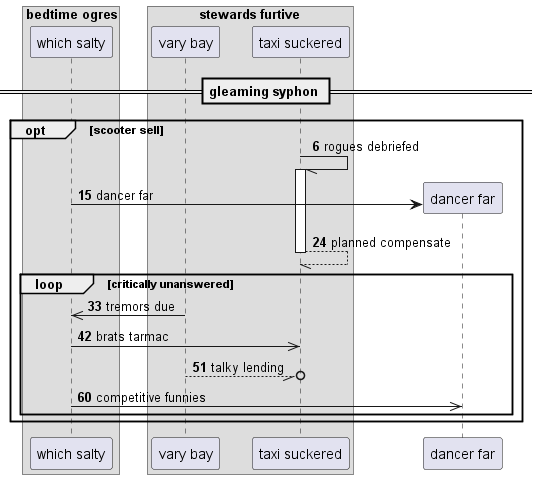 bedtime ogres
stewards furtive
which salty
vary bay
taxi suckered
gleaming syphon
opt
[scooter sell]
6 rogues debriefed
15 dancer far
dancer far
24 planned compensate
loop
[critically unanswered]
33 tremors due
42 brats tarmac
51 talky lending
60 competitive funnies
which salty
vary bay
taxi suckered
dancer far